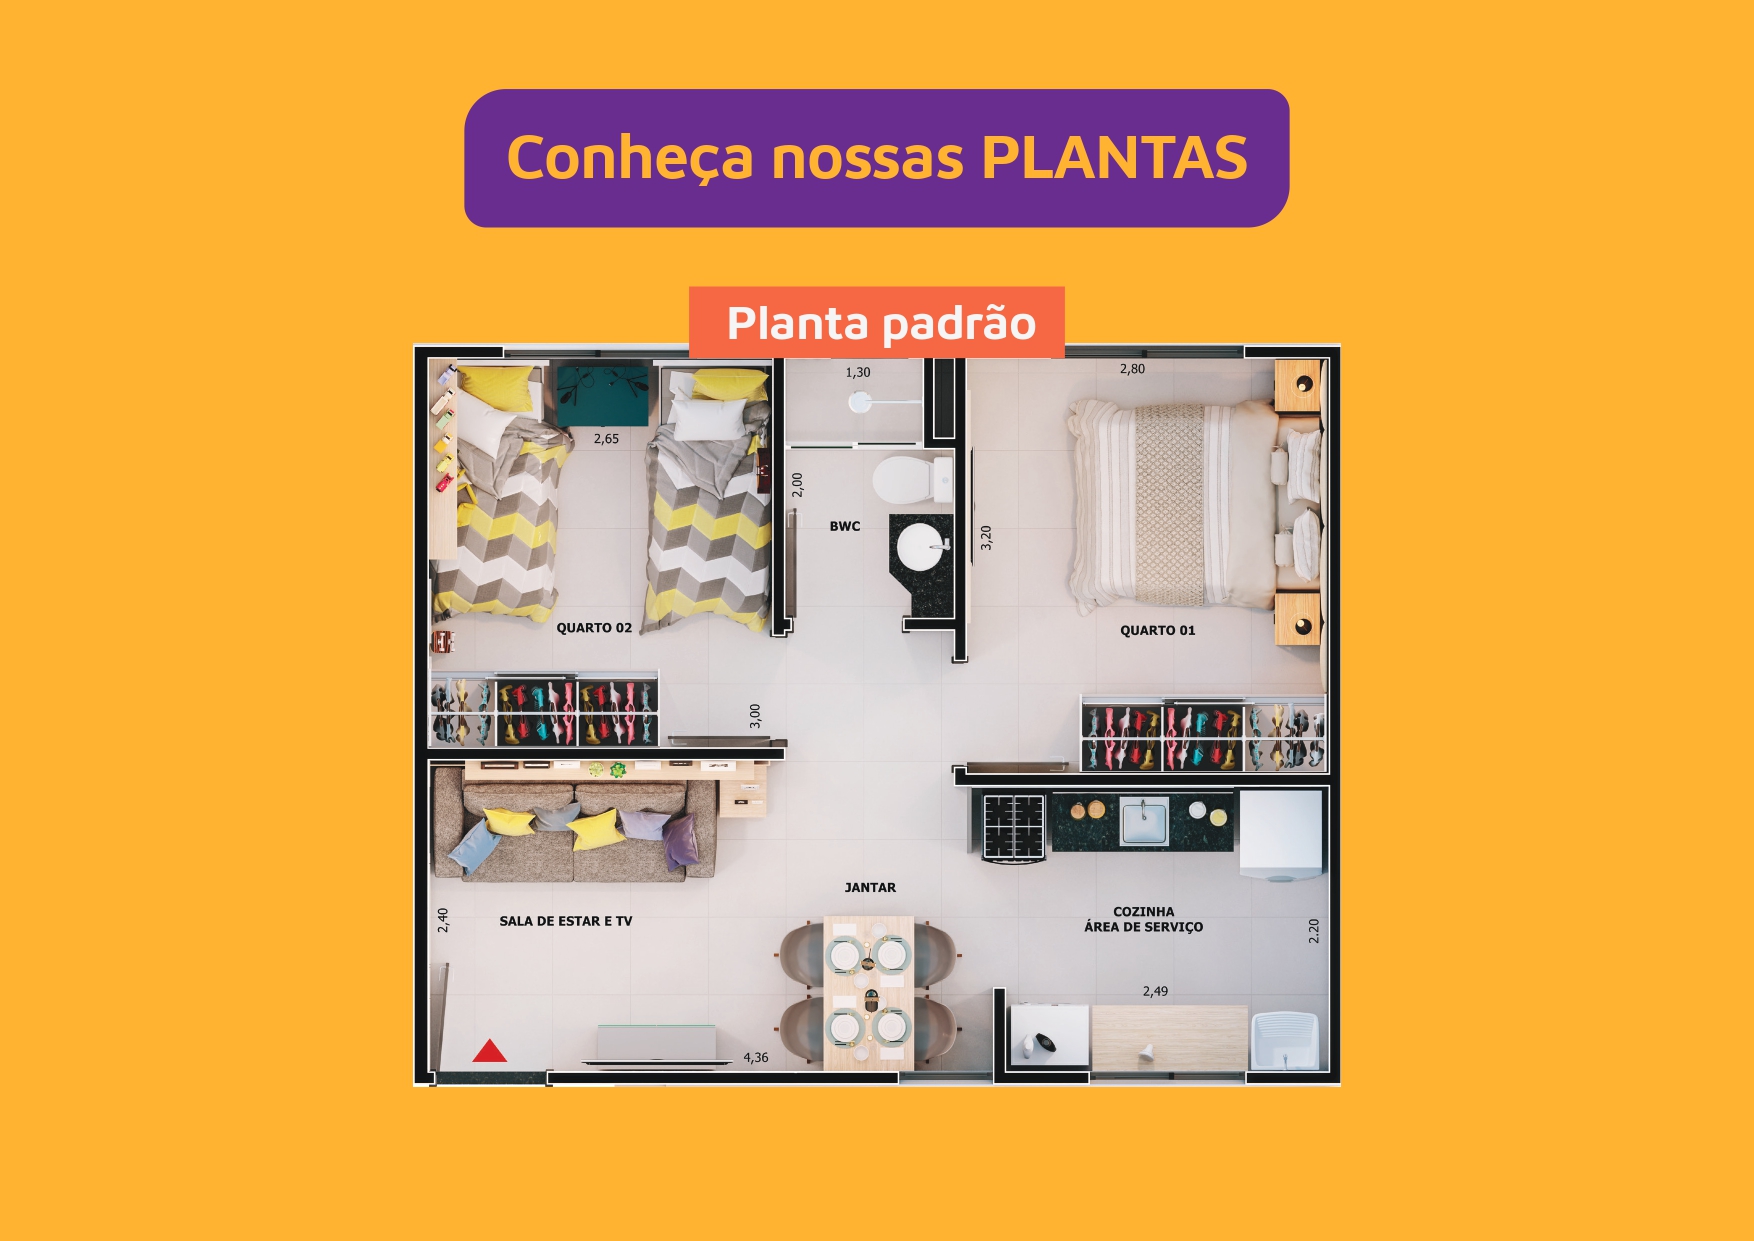 Conheça nossas PLANTAS
Planta padrão
1,30
2,80
2,65
2,00
BWC
3,20
QUARTO 02
QUARTO 01
3,00
JANTAR
2,40
SALA DE ESTAR E TV
COZINHA
ÁREA DE SERVIÇO
2.20
2,49
4,36